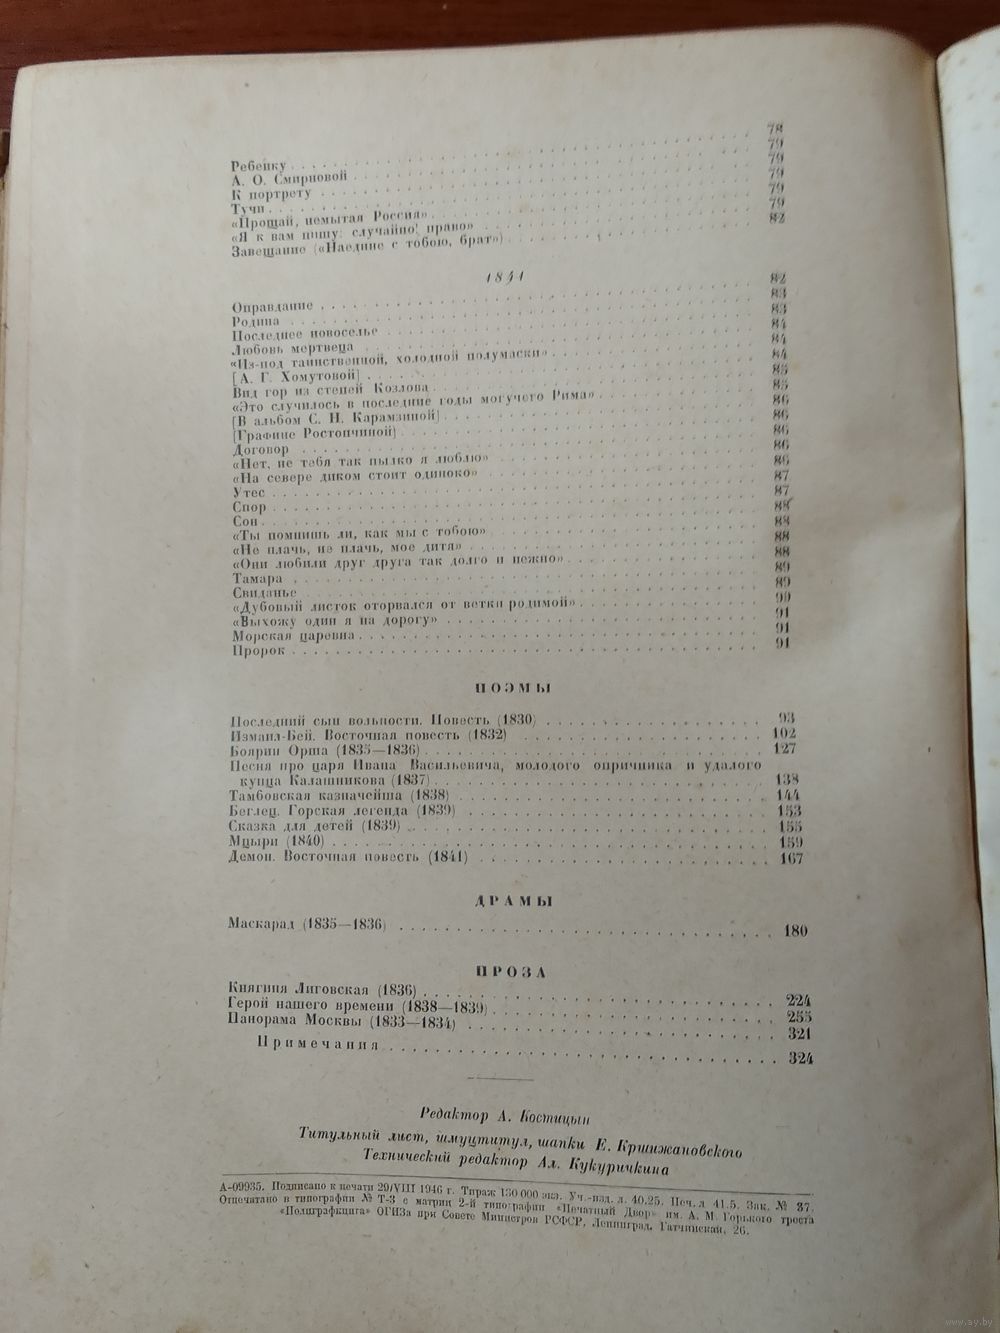 Ребенку . . . 78
А. О. Смирновой . . . 79
К портрету . . . 79
Тучи . . . 79
«Прощай, немытая Россия» . . . 79
«Я к вам пишу: случайно! право» . . . 79
Завещание («Наедине с тобою, брат») . . . 82
1841
Оправдание . . . 82
Родина . . . 83
Последнее новоселье . . . 83
Любовь мертвеца . . . 84
«Из-под таинственной, холодной полумаски» . . . 84
[А. Г. Хомутовой] . . . 84
Вид гор из степей Козлова . . . 85
«Это случилось в последние годы могучего Рима» . . . 85
[В альбом С. Н. Карамзиной] . . . 86
[Графине Ростопчиной] . . . 86
Договор . . . 86
«Нет, не тебя так пылко я люблю» . . . 86
«На севере диком стоит одиноко» . . . 86
Утес . . . 87
Спор . . . 87
Сон . . . 88
«Ты помнишь ли, как мы с тобою» . . . 88
«Не плачь, не плачь, мое дитя» . . . 88
«Они любили друг друга так долго и нежно» . . . 88
Тамара . . . 89
Свиданье . . . 89
«Дубовый листок оторвался от ветки родимой» . . . 90
«Выхожу один я на дорогу» . . . 91
Морская царевна . . . 91
Пророк . . . 91
ПОЭМЫ
Последний сын вольности. Повесть (1830) . . . 93
Измаил-Бей. Восточная повесть (1832) . . . 102
Боярин Орша (1835—1836) . . . 127
Песня про царя Ивана Васильевича, молодого опричника и удалого
купца Калашникова (1837) . . . 138
Тамбовская казначейша (1838) . . . 144
Беглец. Горская легенда (1839) . . . 153
Сказка для детей (1839) . . . 155
Мцыри (1840) . . . 159
Демон. Восточная повесть (1841) . . . 167
ДРАМЫ
Маскарад (1835—1836) . . . 180
ПРОЗА
Княгиня Лиговская (1836) . . . 224
Герой нашего времени (1838—1839) . . . 255
Панорама Москвы (1833—1834) . . . 321
Примечания . . . 324
Редактор А. Костицын
Титульный лист, шмуцтитул, шапки Е. Кршижановского
Технический редактор Ал. Кукуричкина
А-09935. Подписано к печати 29/VIII 1946 г. Тираж 130 000 экз. Уч.-изд. л. 40.25. Печ. л 41.5. Зак. № 37.
Отпечатано в типографии № Т-3 с матриц 2-й типографии «Печатный Двор» им. А. М. Горького треста
«Полиграфкнига» ОГИЗа при Совете Министров РСФСР, Ленинград, Гатчинская, 26.
www.ay.by